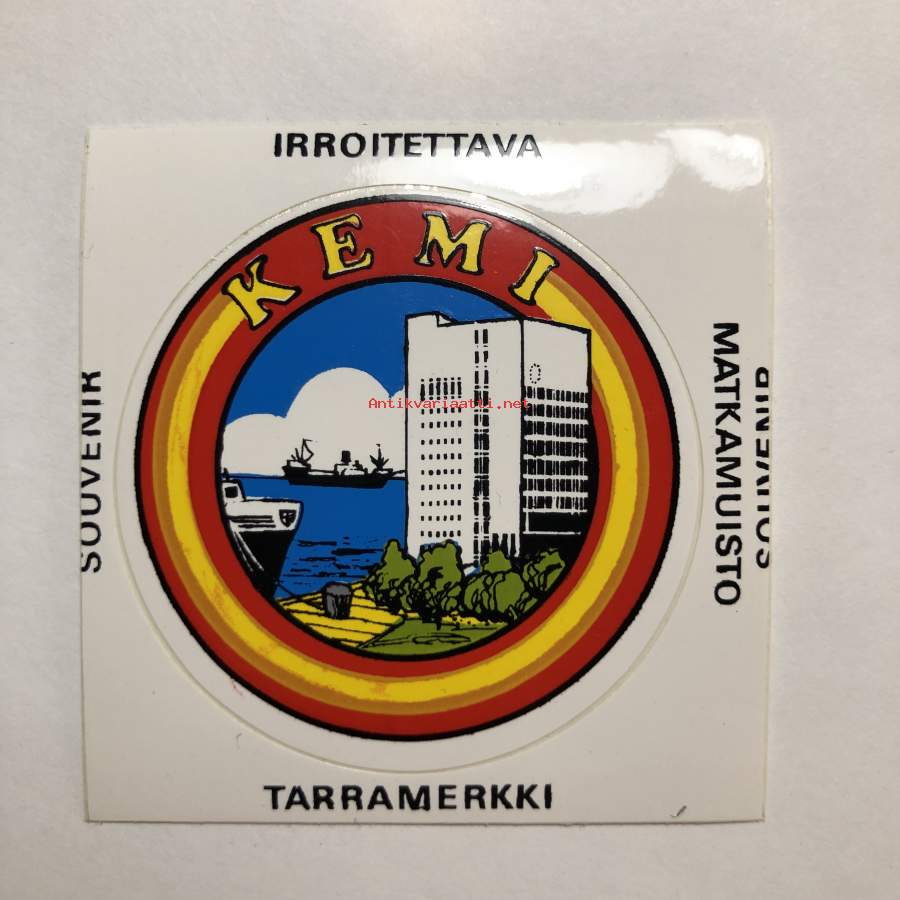 IRROITETTAVA
KEMI
SOUVENIR
Antikvariaatti.net
MATKAMUISTO
SOUVENIR
TARRAMERKKI